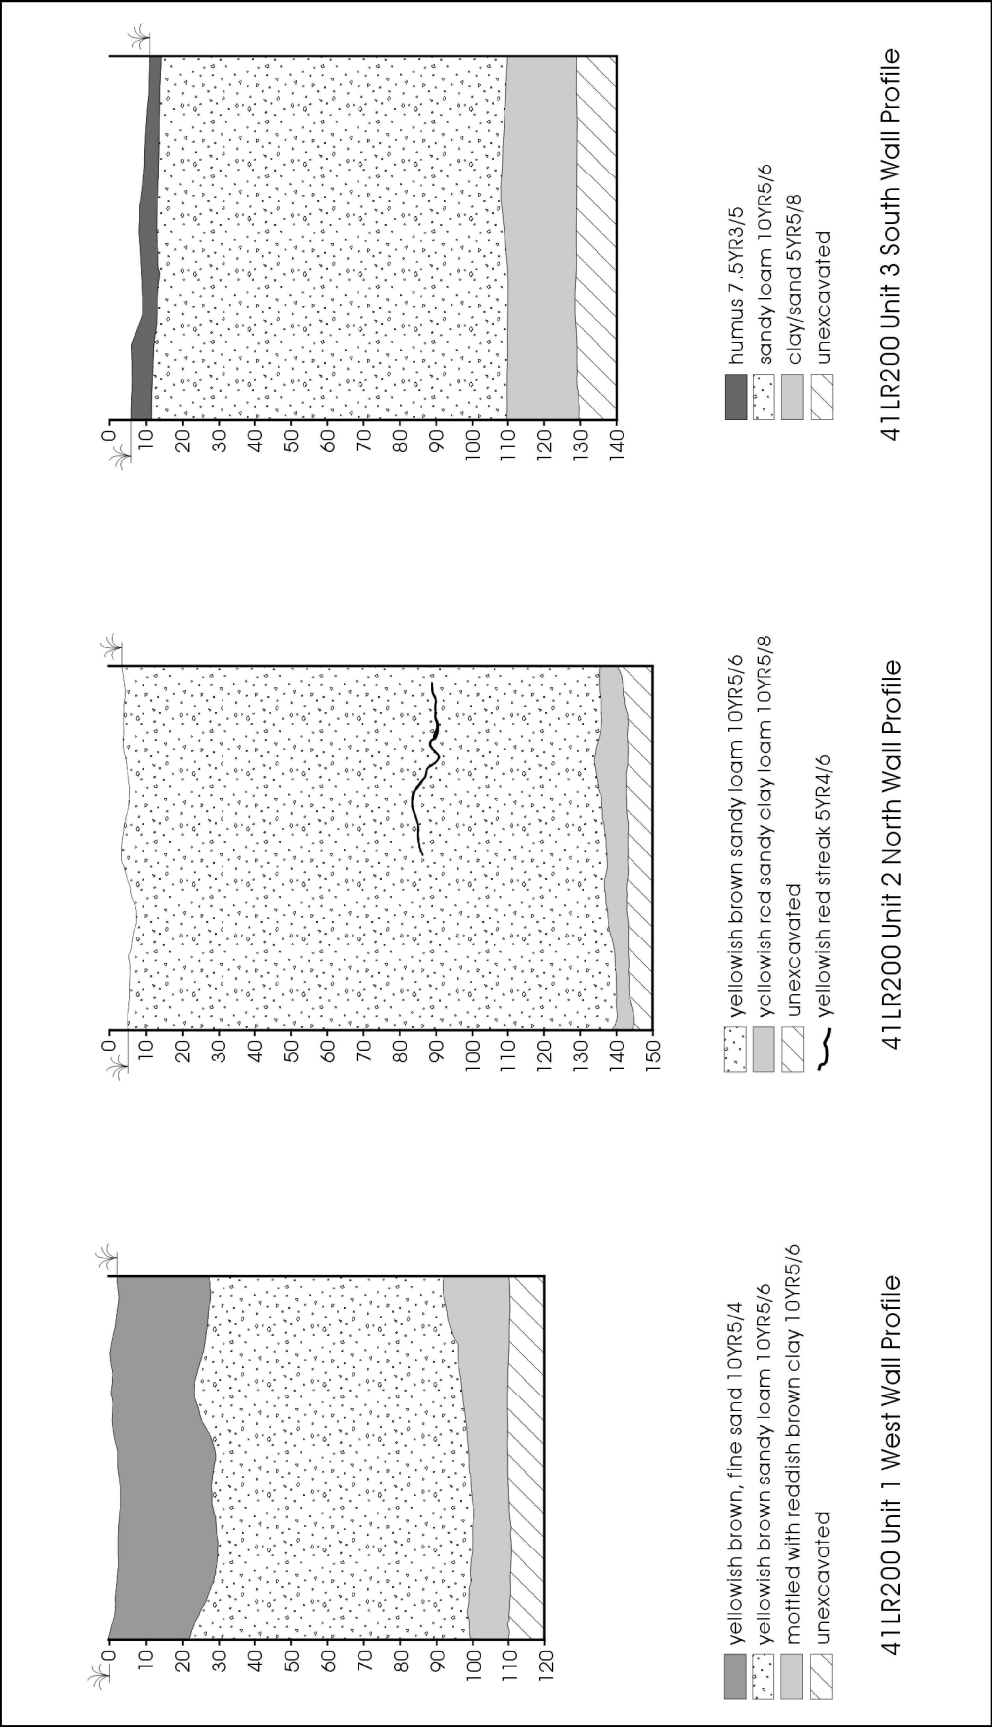 0
10
20
30
40
50
60
70
80
90
100
110
120
yellowish brown, fine sand 10YR5/4
yellowish brown sandy loam 10YR5/6
mottled with reddish brown clay 10YR5/6
unexcavated
41LR200 Unit 1 West Wall Profile
0
10
20
30
40
50
60
70
80
90
100
110
120
130
140
150
yellowish brown sandy loam 10YR5/6
yellowish red sandy clay loam 10YR5/8
unexcavated
yellowish red streak 5YR4/6
41LR200 Unit 2 North Wall Profile
0
10
20
30
40
50
60
70
80
90
100
110
120
130
140
humus 7.5YR3/5
sandy loam 10YR5/6
clay/sand 5YR5/8
unexcavated
41LR200 Unit 3 South Wall Profile